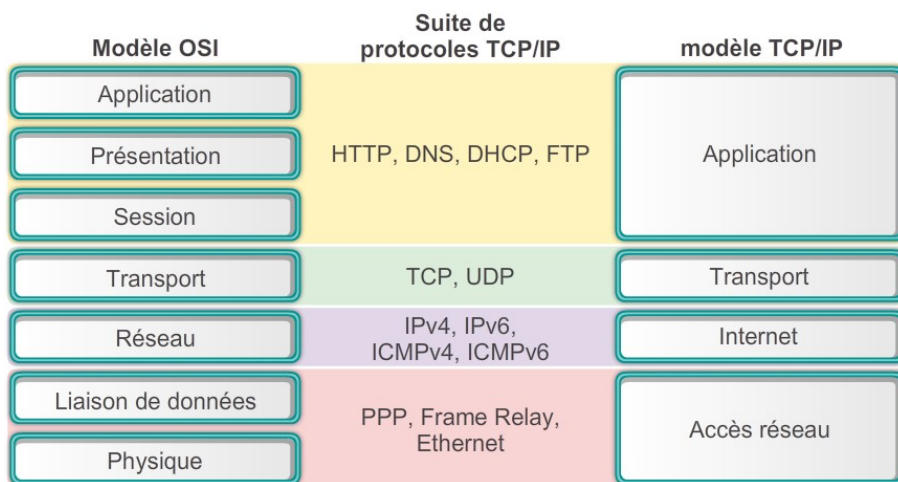 Modèle OSI
Suite de
protocoles TCP/IP
modèle TCP/IP
Application
Présentation
Session
HTTP, DNS, DHCP, FTP
Application
Transport
TCP, UDP
Transport
Réseau
IPv4, IPv6,
ICMPv4, ICMPv6
Internet
Liaison de données
Physique
PPP, Frame Relay,
Ethernet
Accès réseau